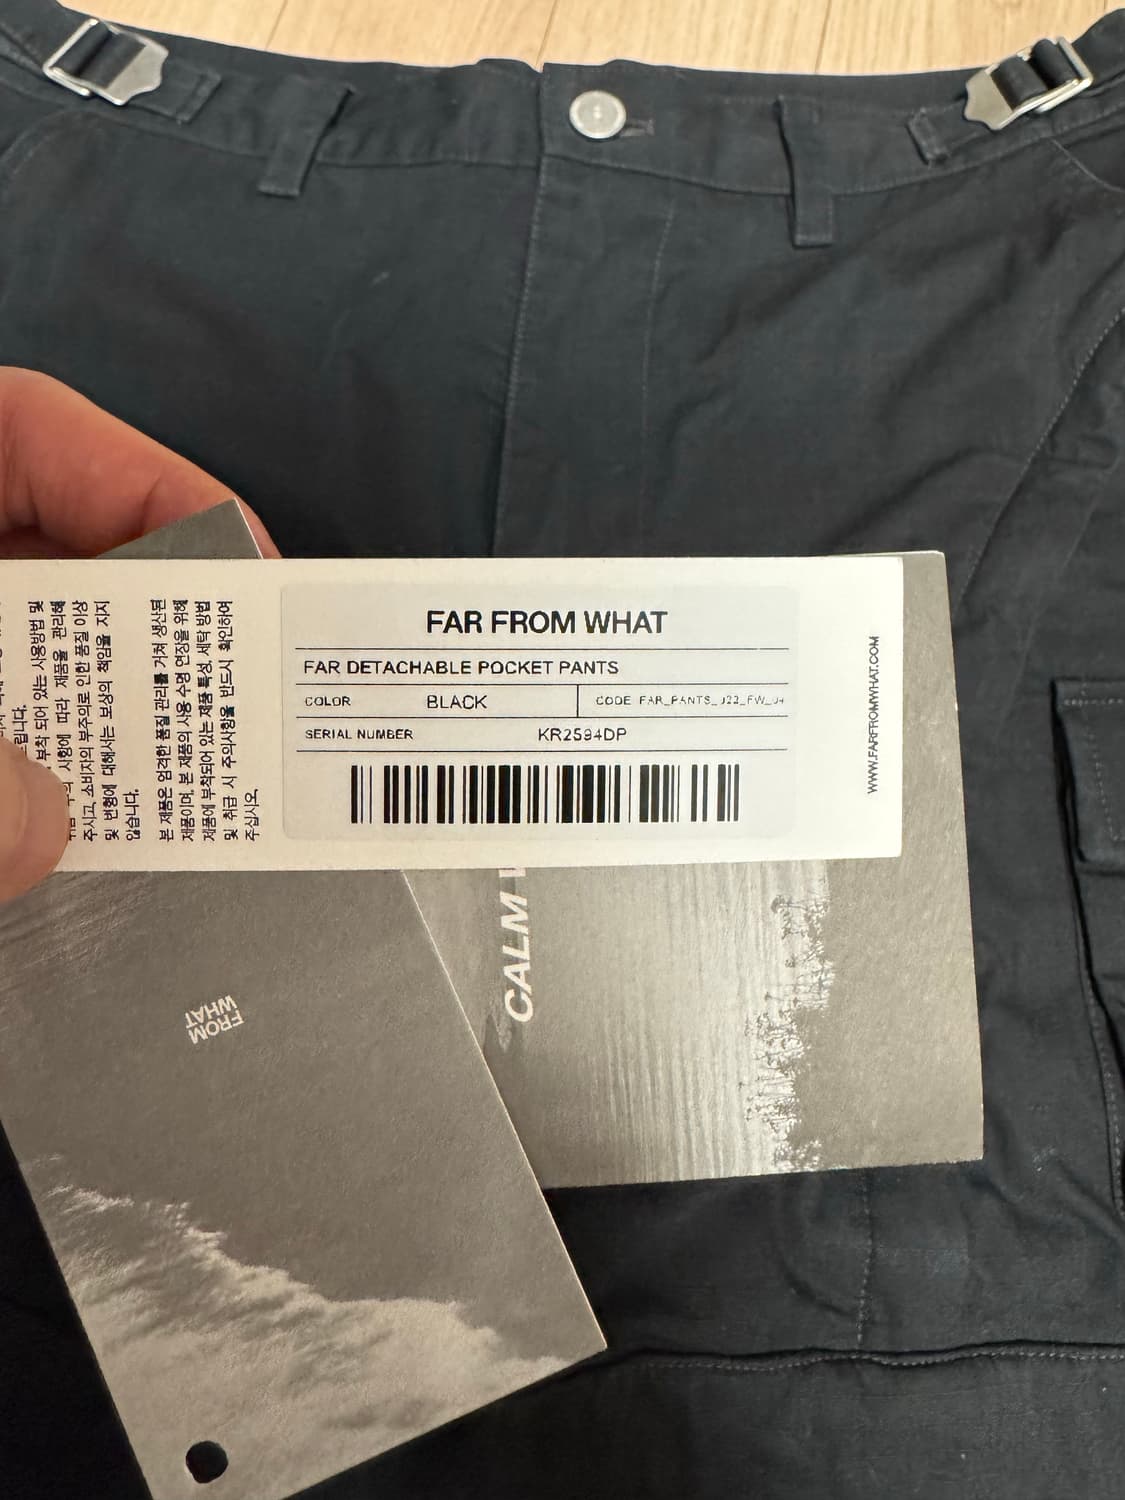 FAR FROM WHAT
FAR DETACHABLE POCKET PANTS
COLOR BLACK CODE FAR_PANTS_
SERIAL NUMBER KR2594DP
WWW.FARFROMWHAT.COM
부착 되어 있는 사용방법 및
사항에 따라 제품을 관리해
주시고, 소비자의 부주의로 인한 품질 이상
및 변형에 대해서는 보상의 책임을 지지
않습니다.
본 제품은 엄격한 품질 관리를 거쳐 생산된
제품이며, 본 제품의 사용 수명 연장을 위해
제품에 부착되어 있는 제품 특성, 세탁 방법
및 취급 시 주의사항을 반드시 확인하여
주십시오.
CALM
FROM
WHAT